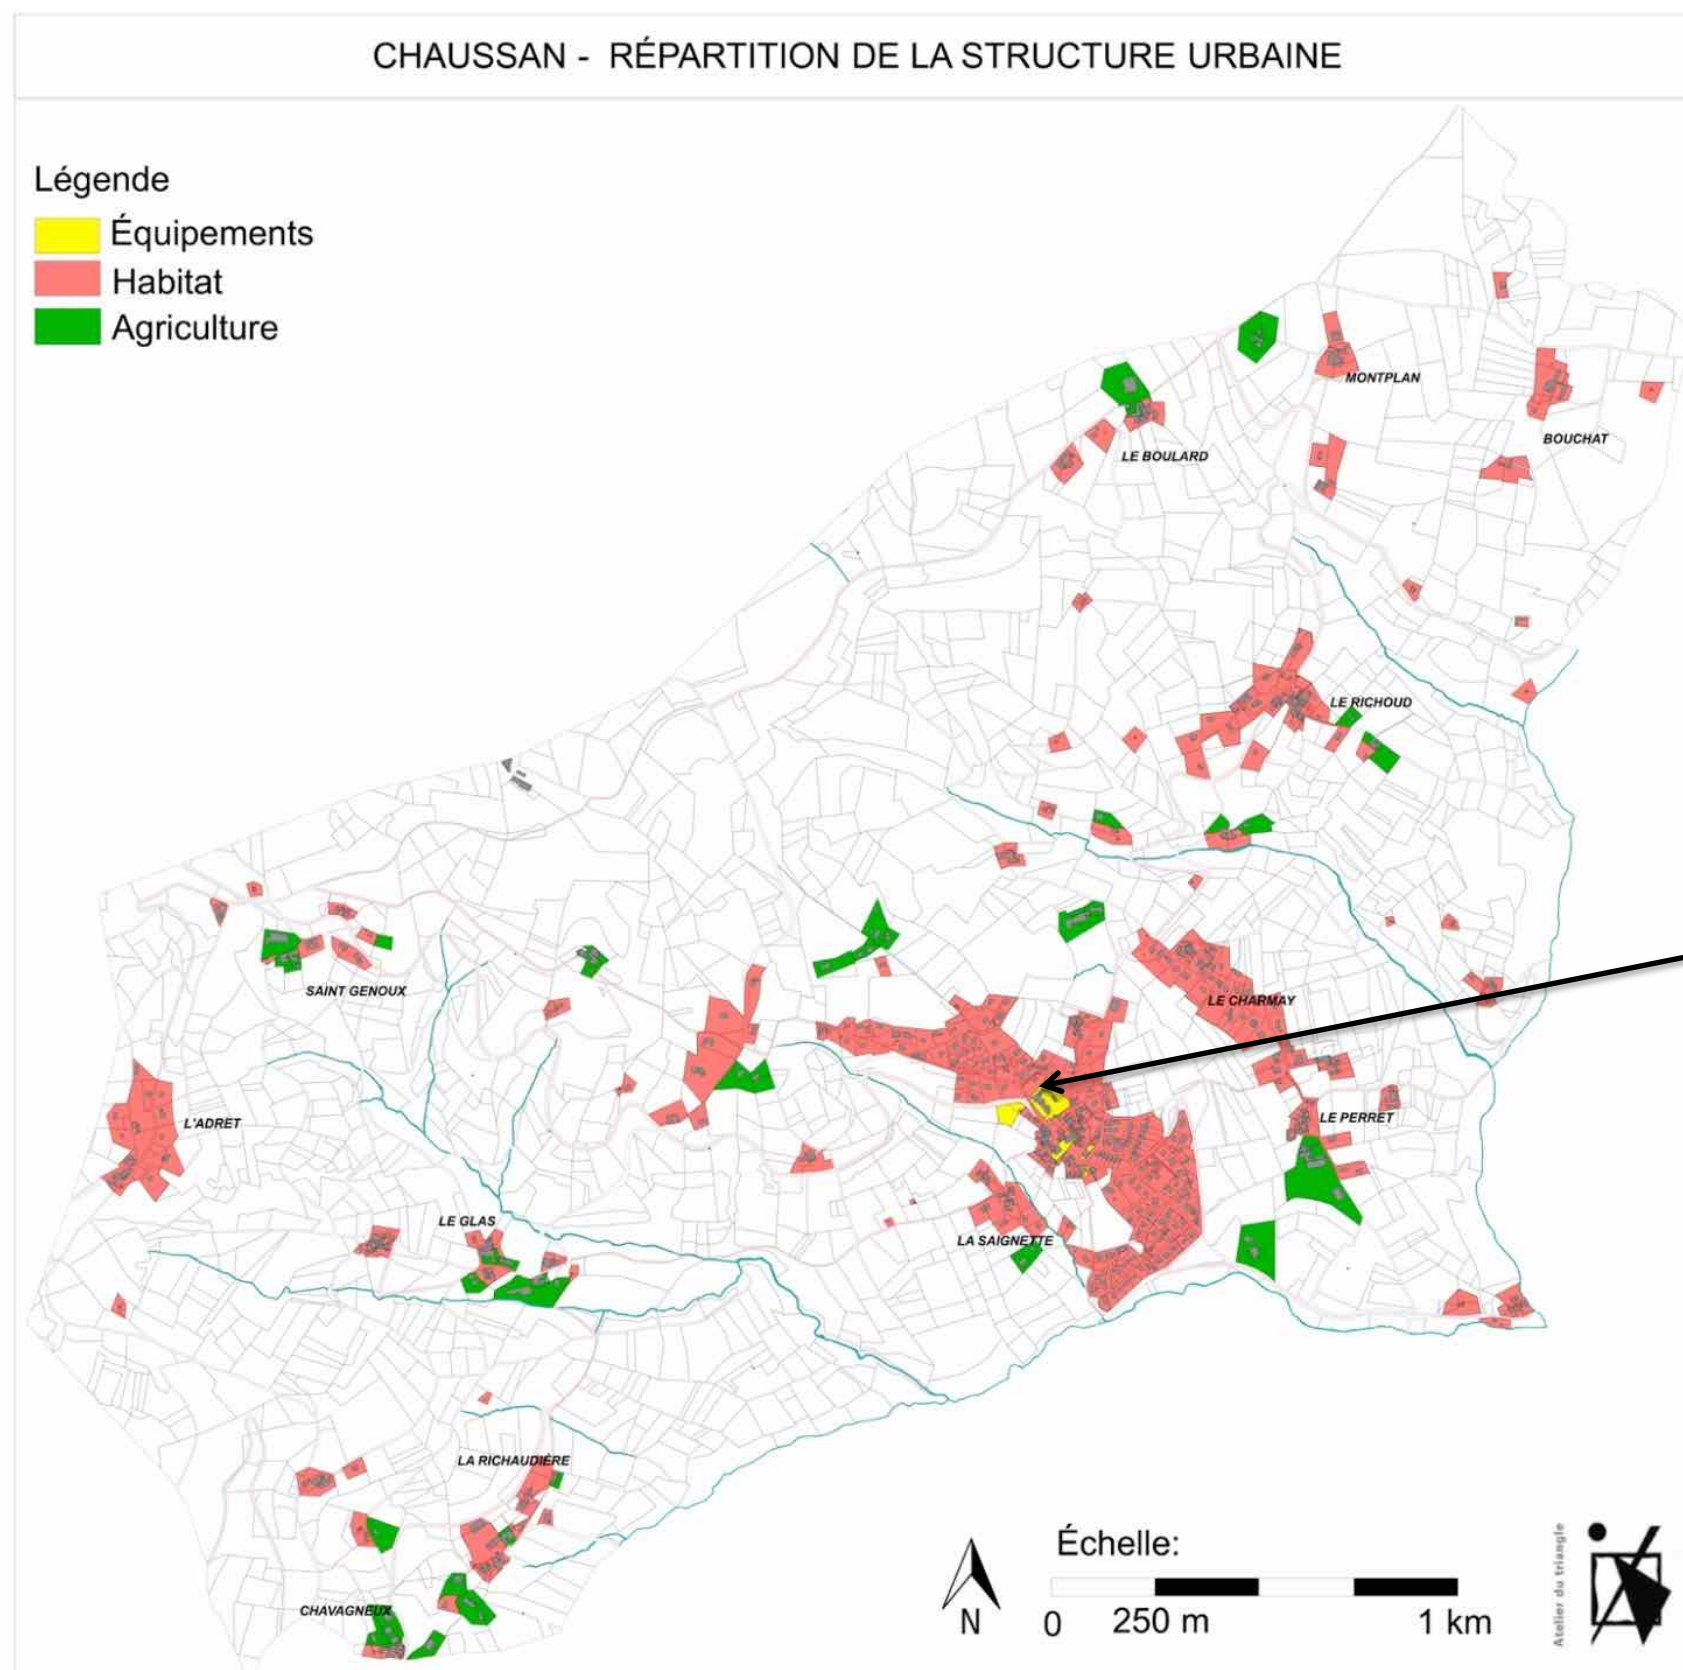 CHAUSSAN - RÉPARTITION DE LA STRUCTURE URBAINE
Légende
Équipements
Habitat
Agriculture
MONTPLAN
BOUCHAT
LE BOULARD
LE RICHOUD
SAINT GENOUX
LE CHARMAY
L'ADRET
LE PERRET
LE GLAS
LA SAIGNETTE
LA RICHAUDIÈRE
CHAVAGNEUX
Échelle:
N
0 250 m 1 km
Atelier du triangle